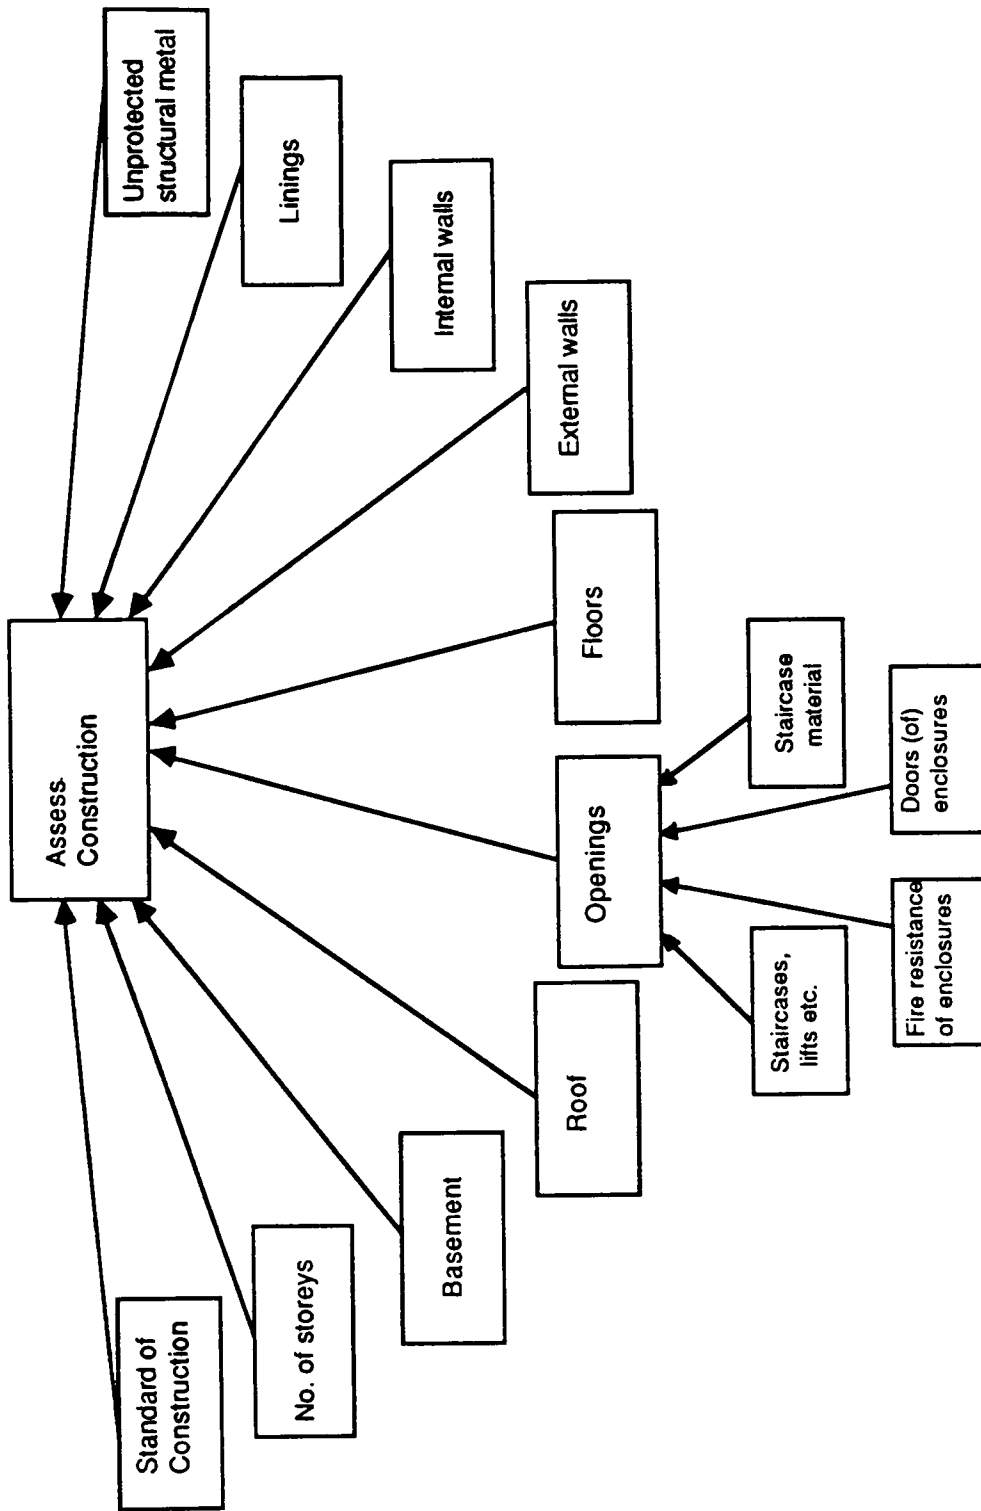 Assess
Construction
Standard of
Construction
No. of storeys
Basement
Roof
Openings
Floors
External walls
Internal walls
Linings
Unprotected
structural metal
Staircases,
lifts etc.
Fire resistance
of enclosures
Doors (of)
enclosures
Staircase
material